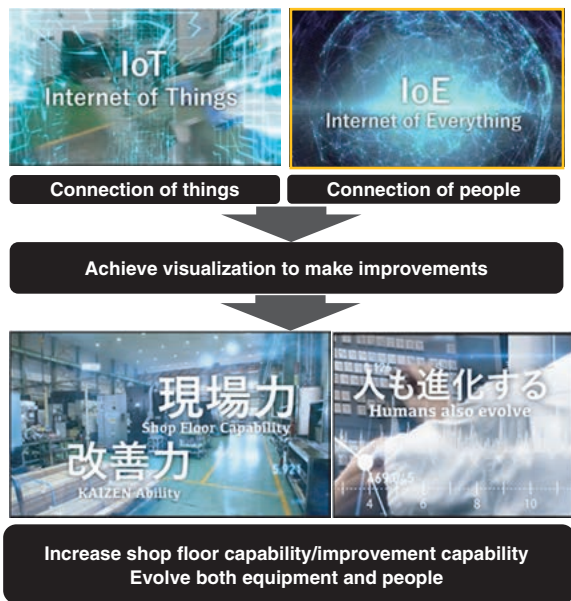 IoT
Internet of Things
IoE
Internet of Everything
Connection of things
Connection of people
Achieve visualization to make improvements
現場力
Shop Floor Capability
改善力
KAIZEN Ability
5.921
人も進化する
Humans also evolve
4 6 8 10
Increase shop floor capability/improvement capability
Evolve both equipment and people